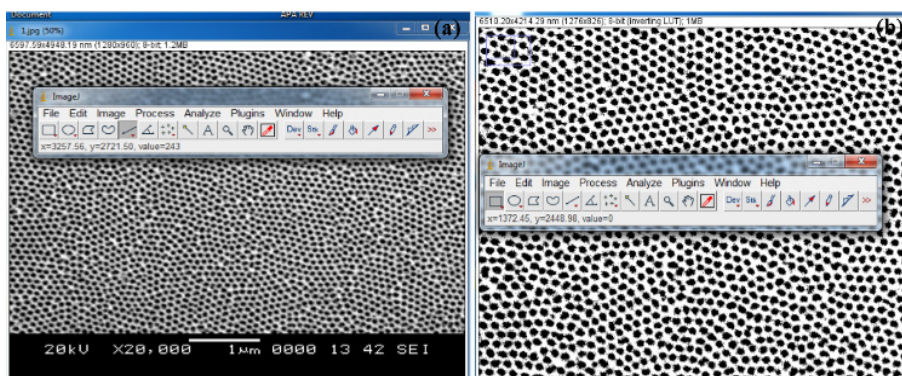 Document
APA REV
1.jpg (50%)
(a)
6597.59x4948.19 nm (1280x960); 8-bit; 1.2MB
ImageJ
File Edit Image Process Analyze Plugins Window Help
A Dev Stk >>
x=3257.56, y=2721.50, value=243
20kV X20,000 1μm 0000 13 42 SEI
6510.20x4214.29 nm (1276x826); 8-bit (inverting LUT); 1MB
(b)
ImageJ
File Edit Image Process Analyze Plugins Window Help
A Dev Stk >>
x=1372.45, y=2448.98, value=0